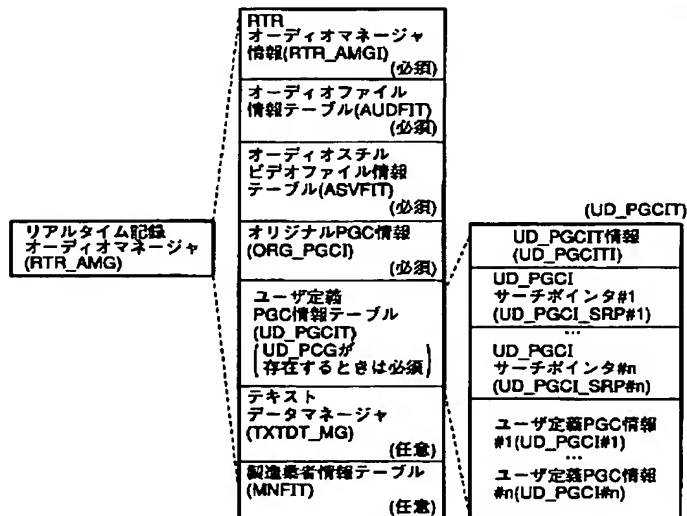 リアルタイム記録
オーディオマネージャ
(RTR_AMG)
RTR
オーディオマネージャ
情報(RTR_AMGI)
(必須)
オーディオファイル
情報テーブル(AUDFIT)
(必須)
オーディオスチル
ビデオファイル情報
テーブル(ASVFIT)
(必須)
オリジナルPGC情報
(ORG_PGCI)
(必須)
ユーザ定義
PGC情報テーブル
(UD_PGCIT)
(UD_PCGが
存在するときは必須)
テキスト
データマネージャ
(TXTDT_MG)
(任意)
製造業者情報テーブル
(MNFIT)
(任意)
(UD_PGCIT)
UD_PGCIT情報
(UD_PGCITI)
UD_PGCI
サーチポインタ#1
(UD_PGCI_SRP#1)
...
UD_PGCI
サーチポインタ#n
(UD_PGCI_SRP#n)
ユーザ定義PGC情報
#1(UD_PGCI#1)
...
ユーザ定義PGC情報
#n(UD_PGCI#n)